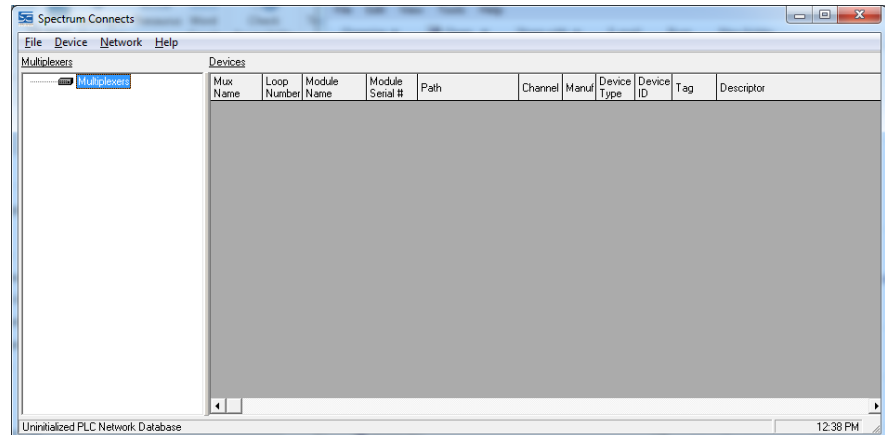 Spectrum Connects
File Device Network Help
Multiplexers Devices
Multiplexers
Mux Name Loop Number Module Name Module Serial # Path Channel Manuf Device Type Device ID Tag Descriptor
Uninitialized PLC Network Database 12:38 PM